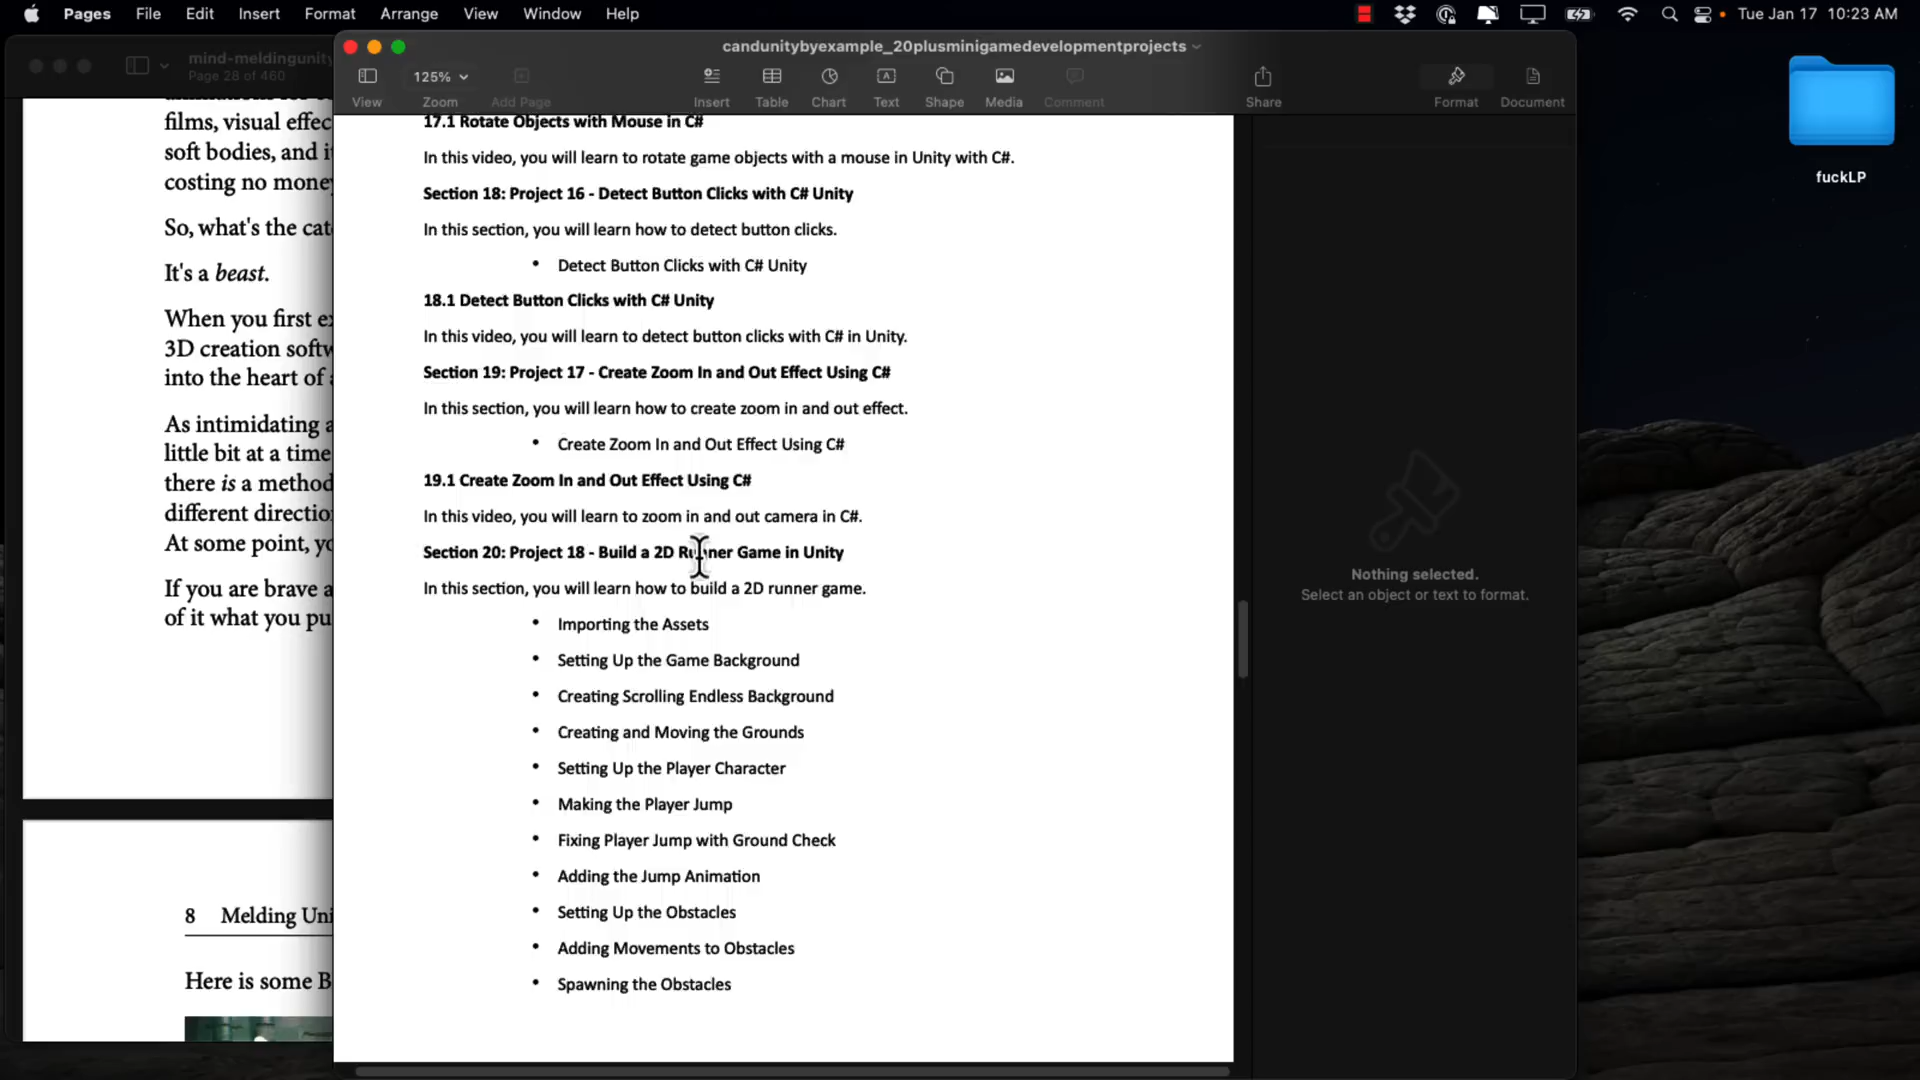 Pages File Edit Insert Format Arrange View Window Help
Tue Jan 17 10:23 AM
mind-meldingunity
Page 28 of 460
candunitybyexample_20plusminigamedevelopmentprojects
125%
View Zoom Add Page Insert Table Chart Text Shape Media Comment Share Format Document
films, visual effec
soft bodies, and i
costing no money
So, what's the cat
It's a beast.
When you first e
3D creation softw
into the heart of
As intimidating a
little bit at a time
there is a method
different directio
At some point, yo
If you are brave a
of it what you pu
8 Melding Uni
Here is some B
17.1 Rotate Objects with Mouse in C#
In this video, you will learn to rotate game objects with a mouse in Unity with C#.
Section 18: Project 16 - Detect Button Clicks with C# Unity
In this section, you will learn how to detect button clicks.
• Detect Button Clicks with C# Unity
18.1 Detect Button Clicks with C# Unity
In this video, you will learn to detect button clicks with C# in Unity.
Section 19: Project 17 - Create Zoom In and Out Effect Using C#
In this section, you will learn how to create zoom in and out effect.
• Create Zoom In and Out Effect Using C#
19.1 Create Zoom In and Out Effect Using C#
In this video, you will learn to zoom in and out camera in C#.
Section 20: Project 18 - Build a 2D Runner Game in Unity
In this section, you will learn how to build a 2D runner game.
• Importing the Assets
• Setting Up the Game Background
• Creating Scrolling Endless Background
• Creating and Moving the Grounds
• Setting Up the Player Character
• Making the Player Jump
• Fixing Player Jump with Ground Check
• Adding the Jump Animation
• Setting Up the Obstacles
• Adding Movements to Obstacles
• Spawning the Obstacles
Nothing selected.
Select an object or text to format.
fuckLP